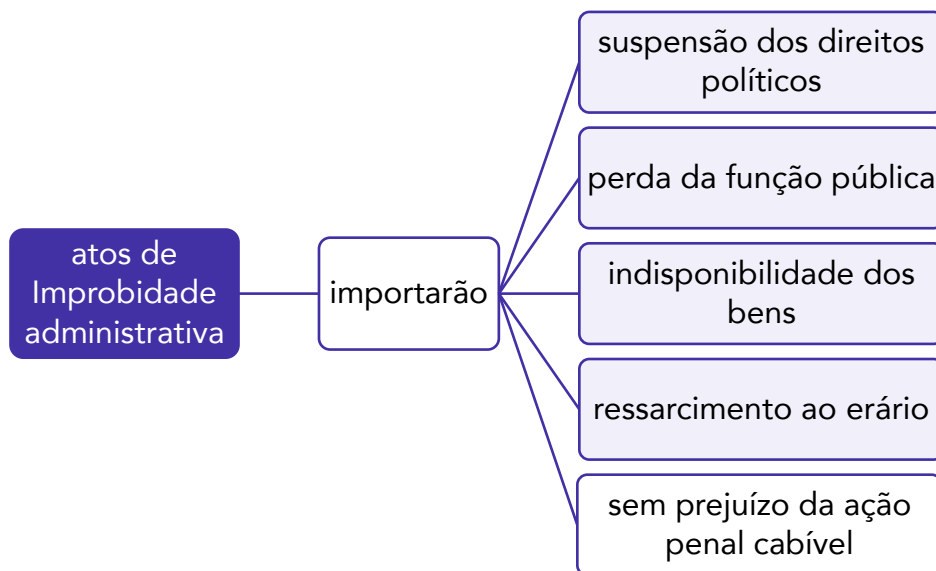 atos de
Improbidade
administrativa
importarão
suspensão dos direitos
políticos
perda da função pública
indisponibilidade dos
bens
ressarcimento ao erário
sem prejuízo da ação
penal cabível